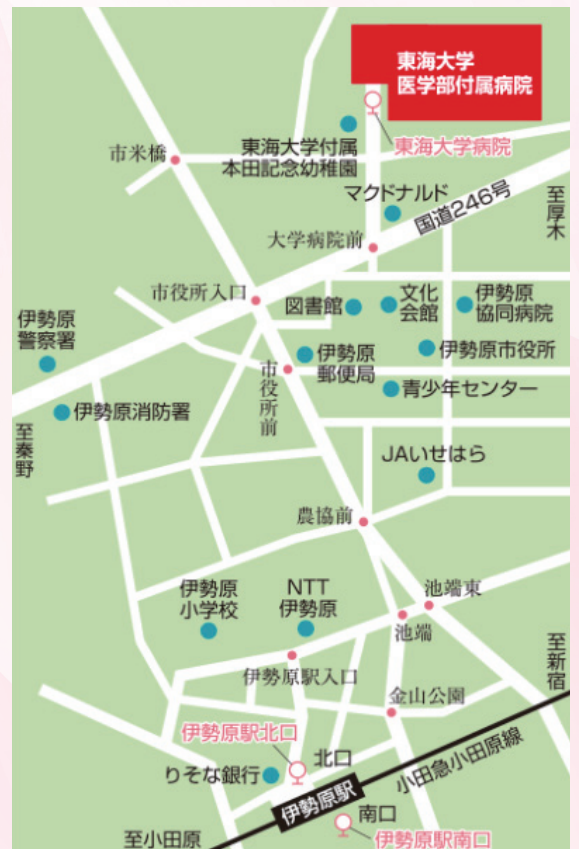 東海大学
医学部付属病院
東海大学病院
東海大学付属
本田記念幼稚園
市米橋
マクドナルド
国道246号
至厚木
大学病院前
市役所入口
図書館
文化
会館
伊勢原
協同病院
伊勢原
警察署
伊勢原
郵便局
伊勢原市役所
市役所前
青少年センター
伊勢原消防署
至秦野
JAいせはら
農協前
伊勢原
小学校
NTT
伊勢原
池端東
池端
至新宿
伊勢原駅入口
金山公園
伊勢原駅北口
北口
りそな銀行
小田急小田原線
伊勢原駅
南口
至小田原
伊勢原駅南口